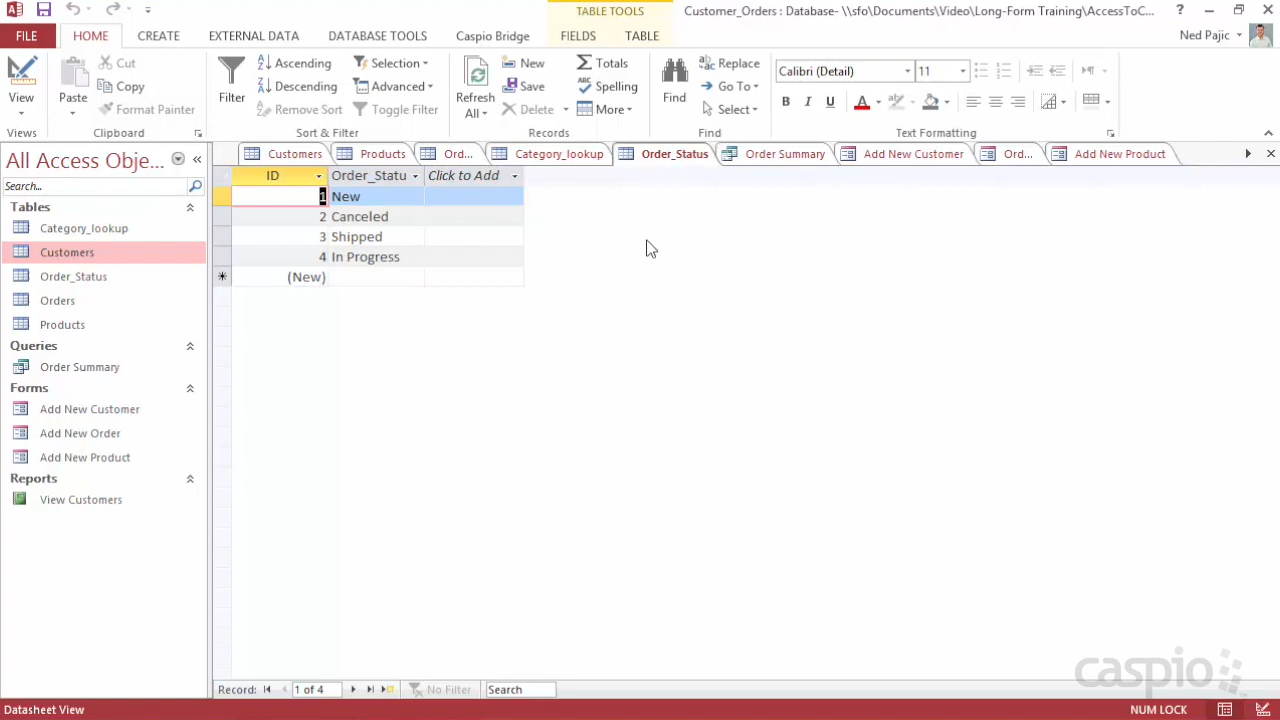 TABLE TOOLS
Customer_Orders : Database- \\sfo\Documents\Video\Long-Form Training\AccessToC...
?
FILE HOME CREATE EXTERNAL DATA DATABASE TOOLS Caspio Bridge FIELDS TABLE Ned Pajic
View
Views
Paste
Cut
Copy
Format Painter
Clipboard
Filter
Ascending
Descending
Remove Sort
Selection
Advanced
Toggle Filter
Sort & Filter
Refresh
All
New
Save
Delete
Totals
Spelling
More
Records
Find
Replace
Go To
Select
Find
Calibri (Detail) 11
B I U A ab
Text Formatting
All Access Obje...
Search...
Tables
Category_lookup
Customers
Order_Status
Orders
Products
Queries
Order Summary
Forms
Add New Customer
Add New Order
Add New Product
Reports
View Customers
Customers Products Ord... Category_lookup Order_Status Order Summary Add New Customer Ord... Add New Product
ID Order_Statu Click to Add
1 New
2 Canceled
3 Shipped
4 In Progress
(New)
Record: 1 of 4 No Filter Search
caspio
Datasheet View NUM LOCK